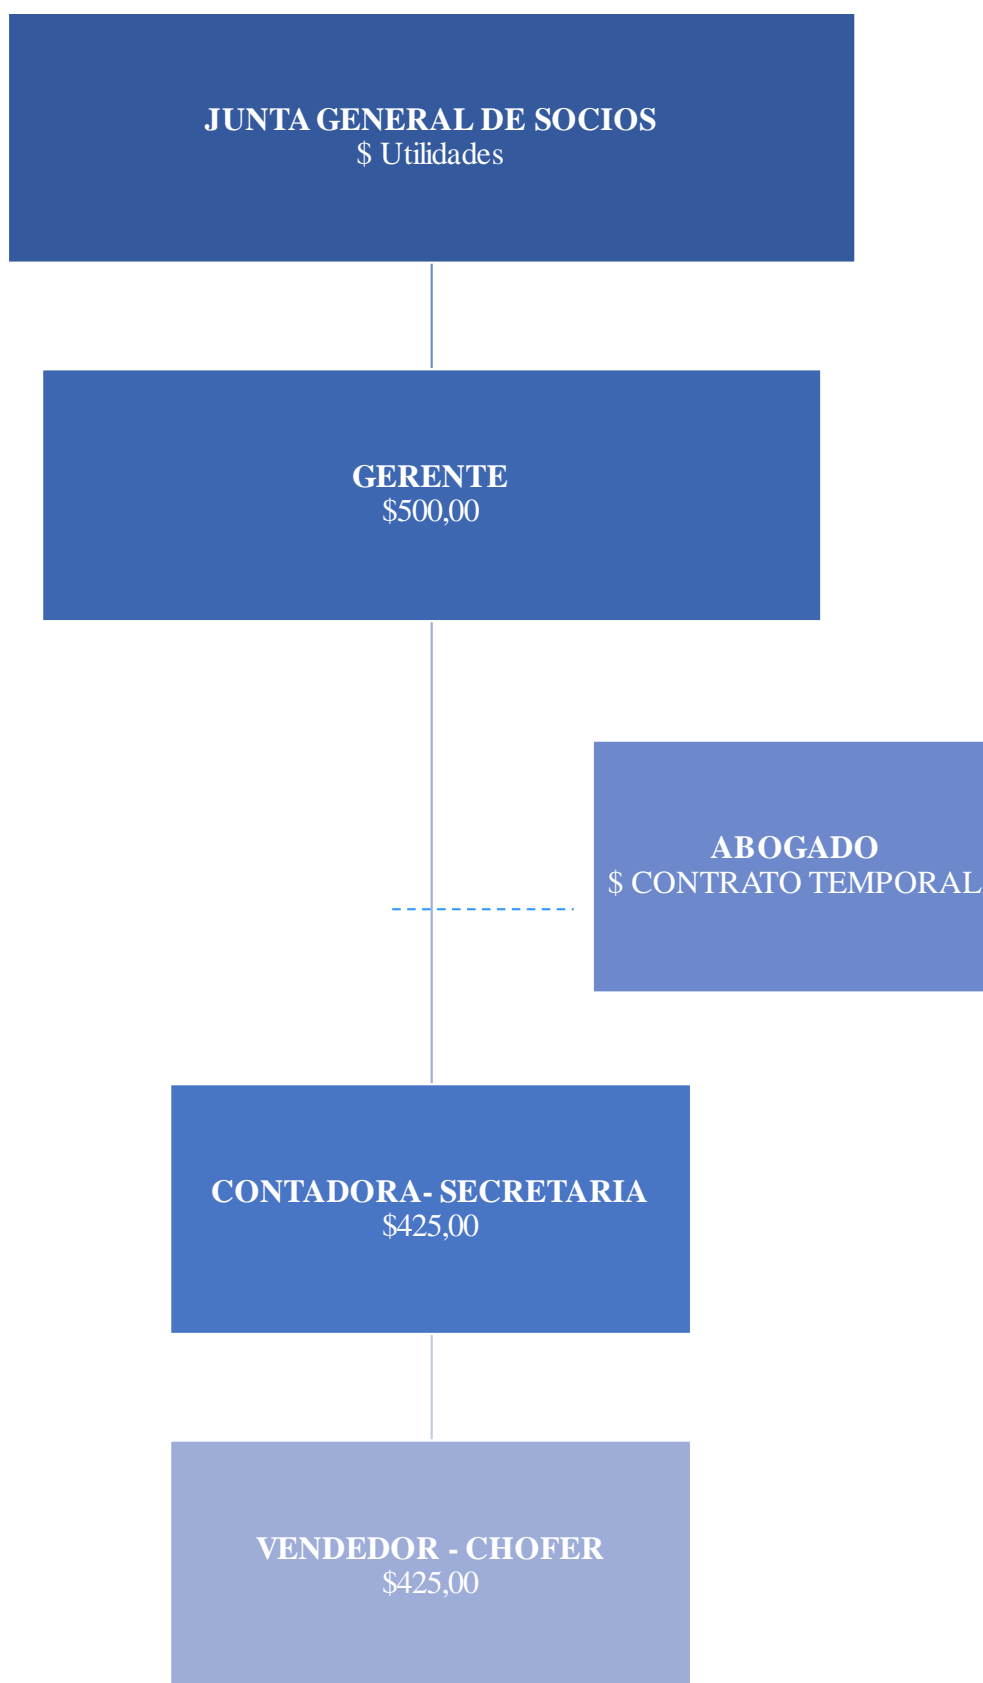 JUNTA GENERAL DE SOCIOS
$ Utilidades
GERENTE
$500,00
ABOGADO
$ CONTRATO TEMPORAL
CONTADORA- SECRETARIA
$425,00
VENDEDOR - CHOFER
$425,00